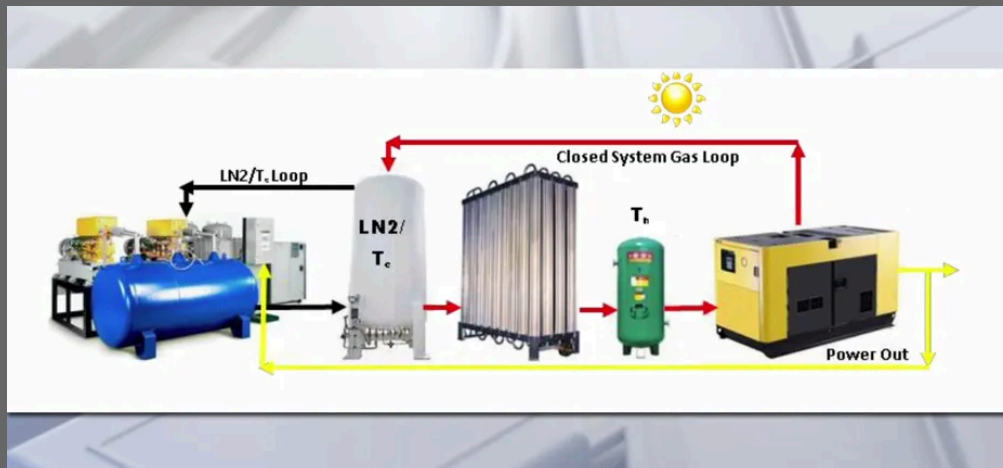 Closed System Gas Loop
LN2/Tc Loop
LN2/
Tc
Th
Power Out